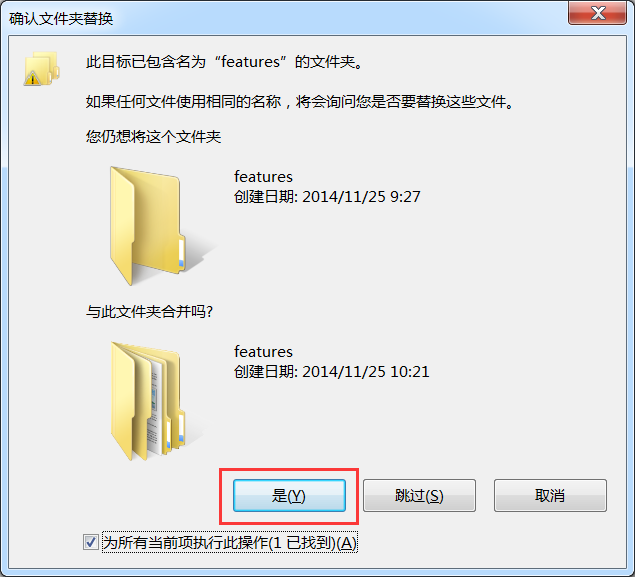 确认文件夹替换
此目标已包含名为“features”的文件夹。
如果任何文件使用相同的名称，将会询问您是否要替换这些文件。
您仍想将这个文件夹
features
创建日期: 2014/11/25 9:27
与此文件夹合并吗?
features
创建日期: 2014/11/25 10:21
是(Y)
跳过(S)
取消
为所有当前项执行此操作(1 已找到)(A)